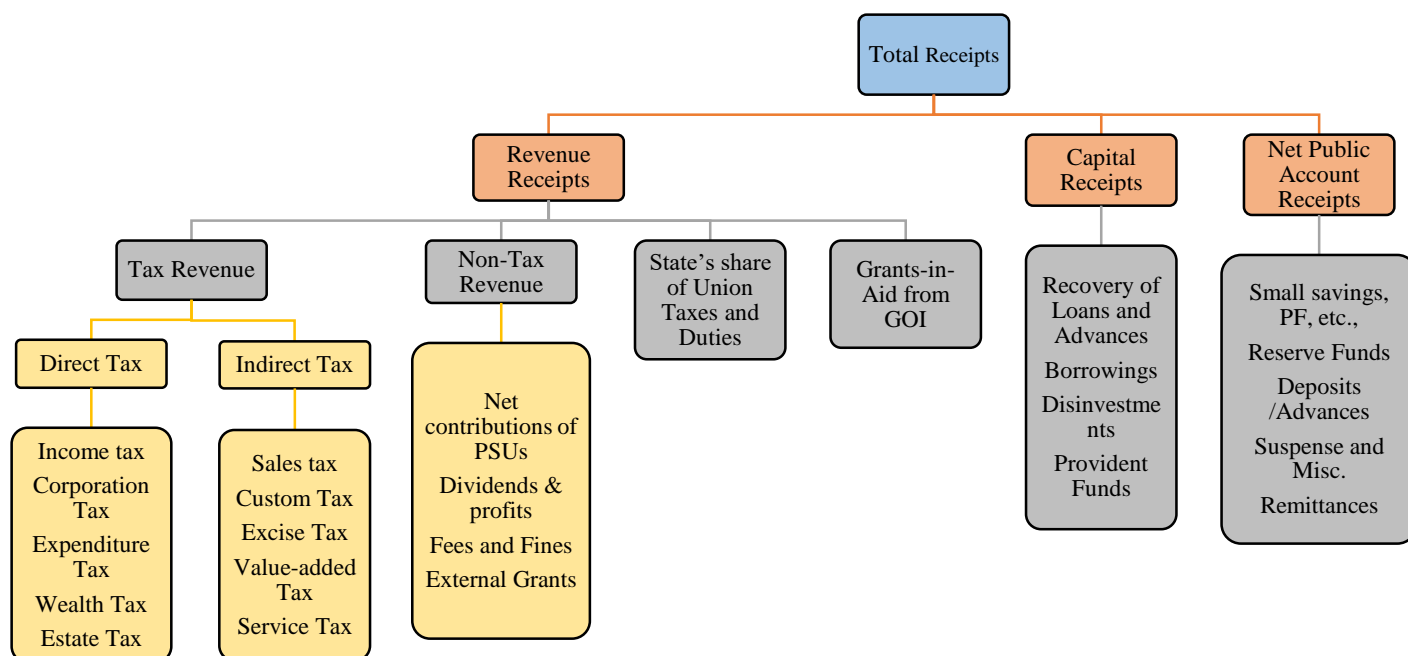 Total Receipts
Revenue
Receipts
Capital
Receipts
Net Public
Account
Receipts
Tax Revenue
Non-Tax
Revenue
State’s share
of Union
Taxes and
Duties
Grants-in-
Aid from
GOI
Recovery of
Loans and
Advances
Borrowings
Disinvestme
nts
Provident
Funds
Small savings,
PF, etc.,
Reserve Funds
Deposits
/Advances
Suspense and
Misc.
Remittances
Direct Tax
Indirect Tax
Net
contributions of
PSUs
Dividends &
profits
Fees and Fines
External Grants
Income tax
Corporation
Tax
Expenditure
Tax
Wealth Tax
Estate Tax
Sales tax
Custom Tax
Excise Tax
Value-added
Tax
Service Tax